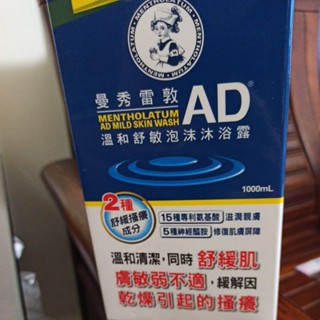 MENTHOLATUM MENTHOLATUM MENTHOLATUM
曼秀雷敦
MENTHOLATUM
AD MILD SKIN WASH
AD®
溫和舒敏泡沫沐浴露
1000mL
2種
舒緩搔癢
成分
15種專利氨基酸 滋潤親膚
5種神經醯胺 修復肌膚屏障
溫和清潔,同時 舒緩肌
膚敏弱不適,緩解因
乾燥引起的搔癢